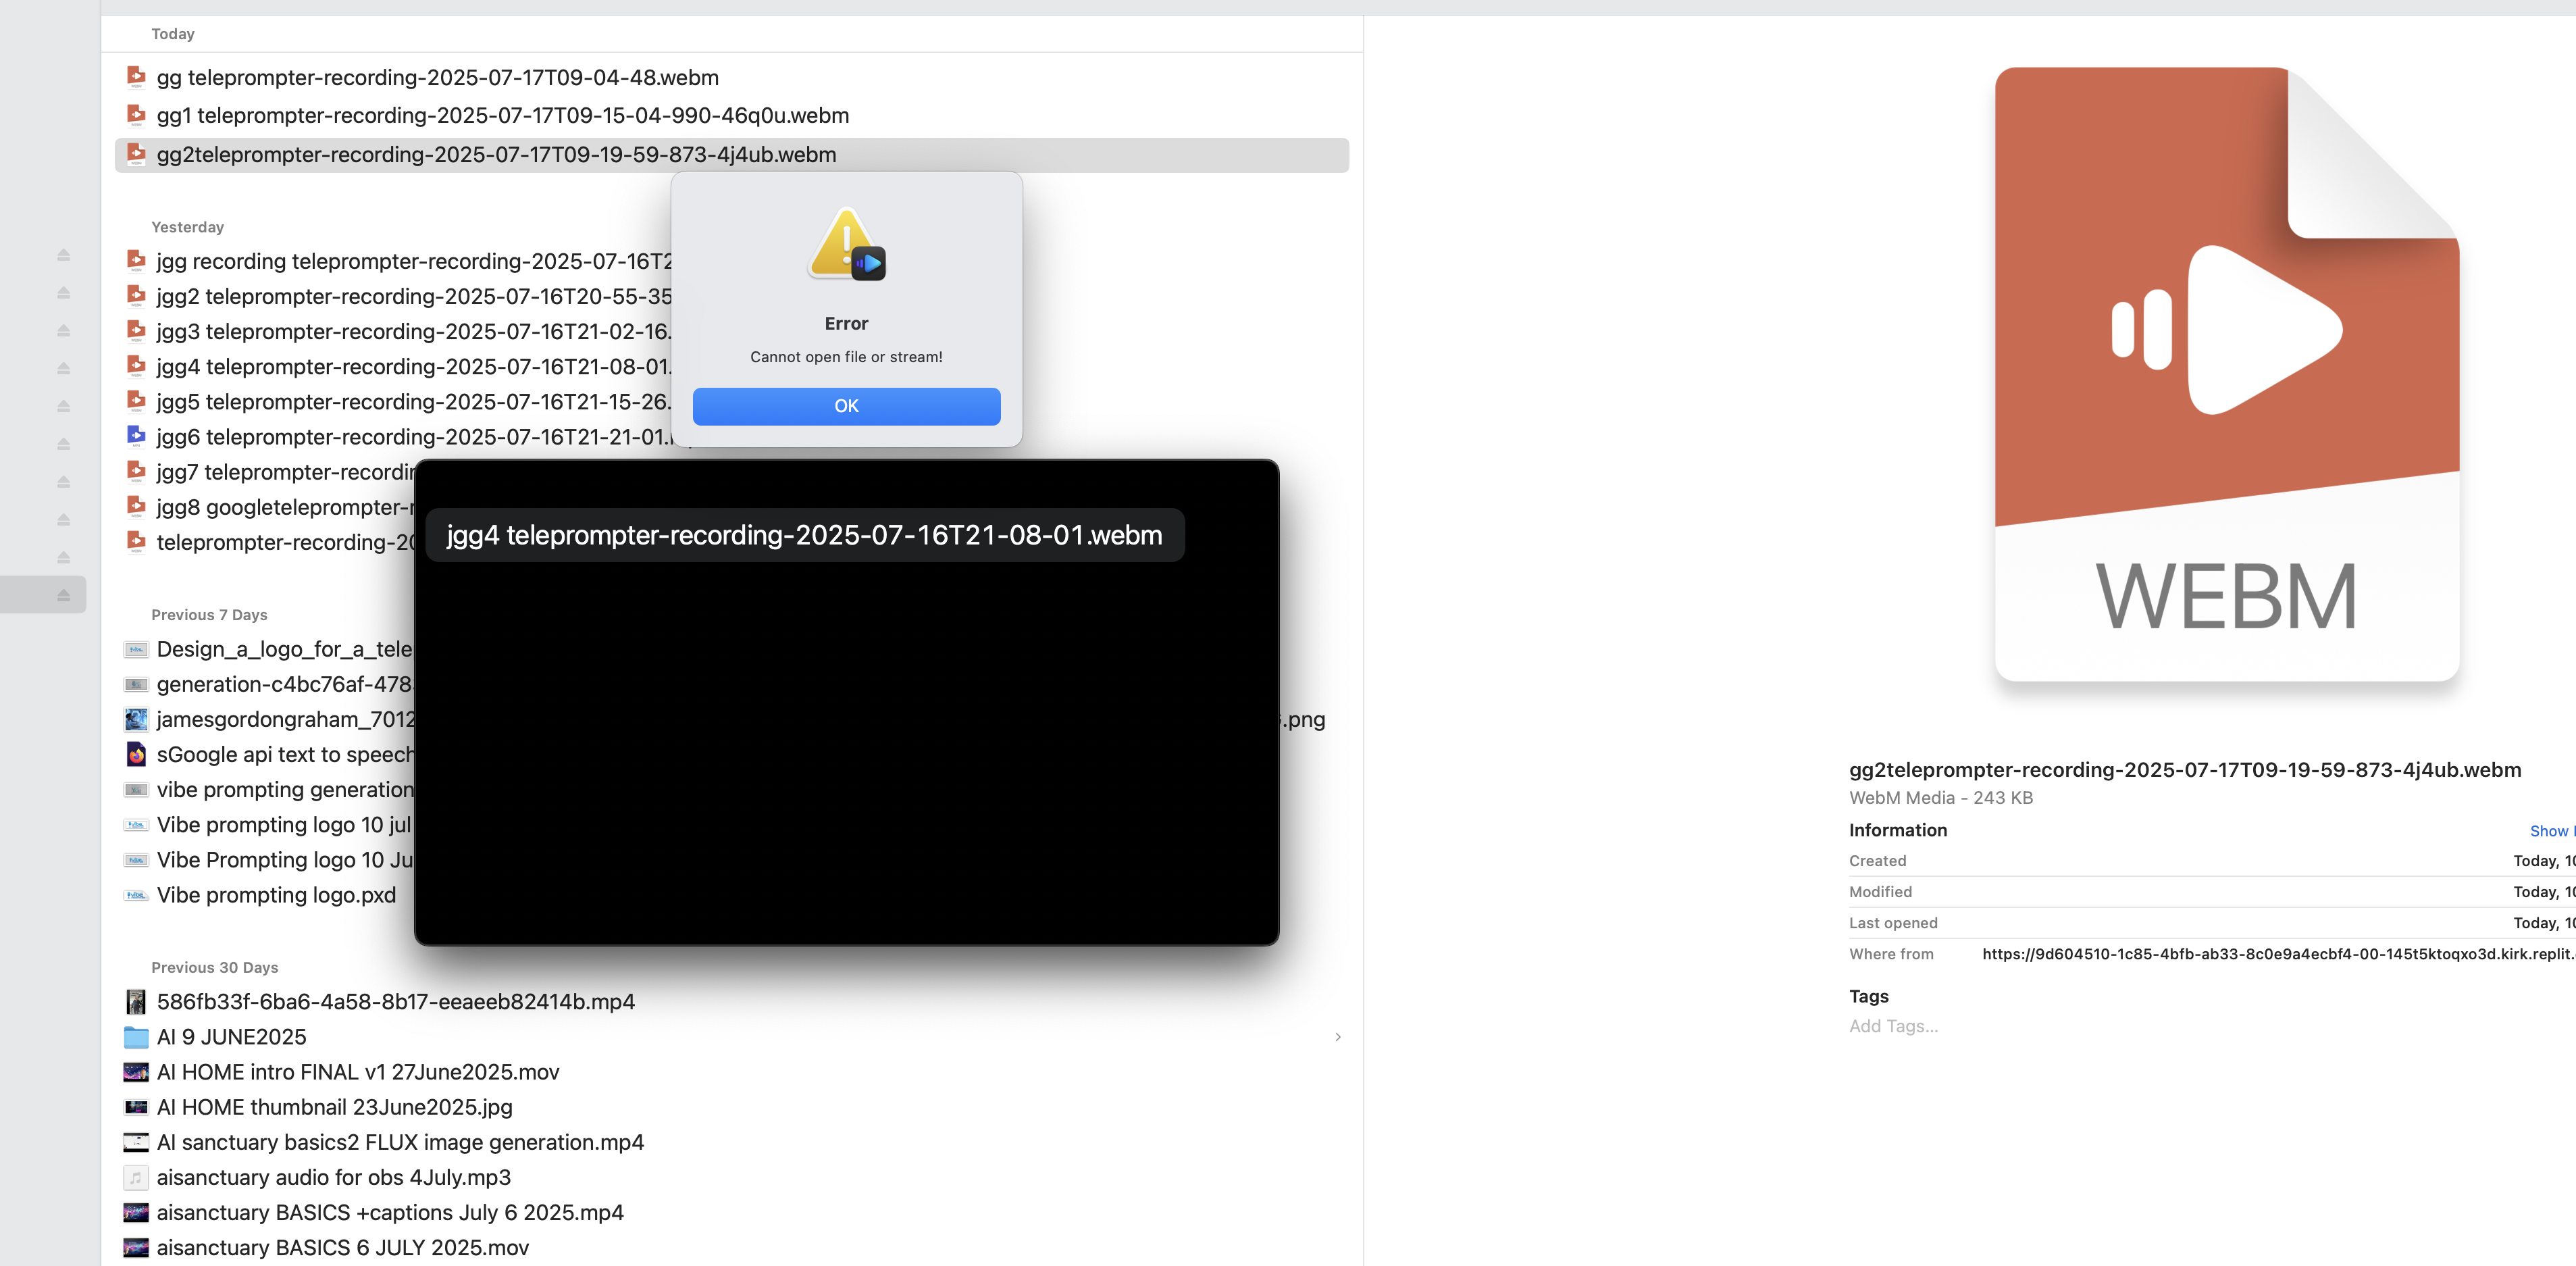 Today
gg teleprompter-recording-2025-07-17T09-04-48.webm
gg1 teleprompter-recording-2025-07-17T09-15-04-990-46q0u.webm
gg2teleprompter-recording-2025-07-17T09-19-59-873-4j4ub.webm
Yesterday
jgg recording teleprompter-recording-2025-07-16T2
jgg2 teleprompter-recording-2025-07-16T20-55-35
jgg3 teleprompter-recording-2025-07-16T21-02-16.
jgg4 teleprompter-recording-2025-07-16T21-08-01.
jgg5 teleprompter-recording-2025-07-16T21-15-26.
jgg6 teleprompter-recording-2025-07-16T21-21-01.
jgg7 teleprompter-recordin
jgg8 googleteleprompter-r
teleprompter-recording-20
Previous 7 Days
Design_a_logo_for_a_tele
generation-c4bc76af-478
jamesgordongraham_7012
.png
sGoogle api text to speech
vibe prompting generation
Vibe prompting logo 10 jul
Vibe Prompting logo 10 Ju
Vibe prompting logo.pxd
Previous 30 Days
586fb33f-6ba6-4a58-8b17-eeaeeb82414b.mp4
AI 9 JUNE2025
AI HOME intro FINAL v1 27June2025.mov
AI HOME thumbnail 23June2025.jpg
AI sanctuary basics2 FLUX image generation.mp4
aisanctuary audio for obs 4July.mp3
aisanctuary BASICS +captions July 6 2025.mp4
aisanctuary BASICS 6 JULY 2025.mov
Error
Cannot open file or stream!
OK
jgg4 teleprompter-recording-2025-07-16T21-08-01.webm
WEBM
gg2teleprompter-recording-2025-07-17T09-19-59-873-4j4ub.webm
WebM Media - 243 KB
Information
Show
Created
Today, 10
Modified
Today, 10
Last opened
Today, 10
Where from
https://9d604510-1c85-4bfb-ab33-8c0e9a4ecbf4-00-145t5ktoqxo3d.kirk.replit.
Tags
Add Tags...